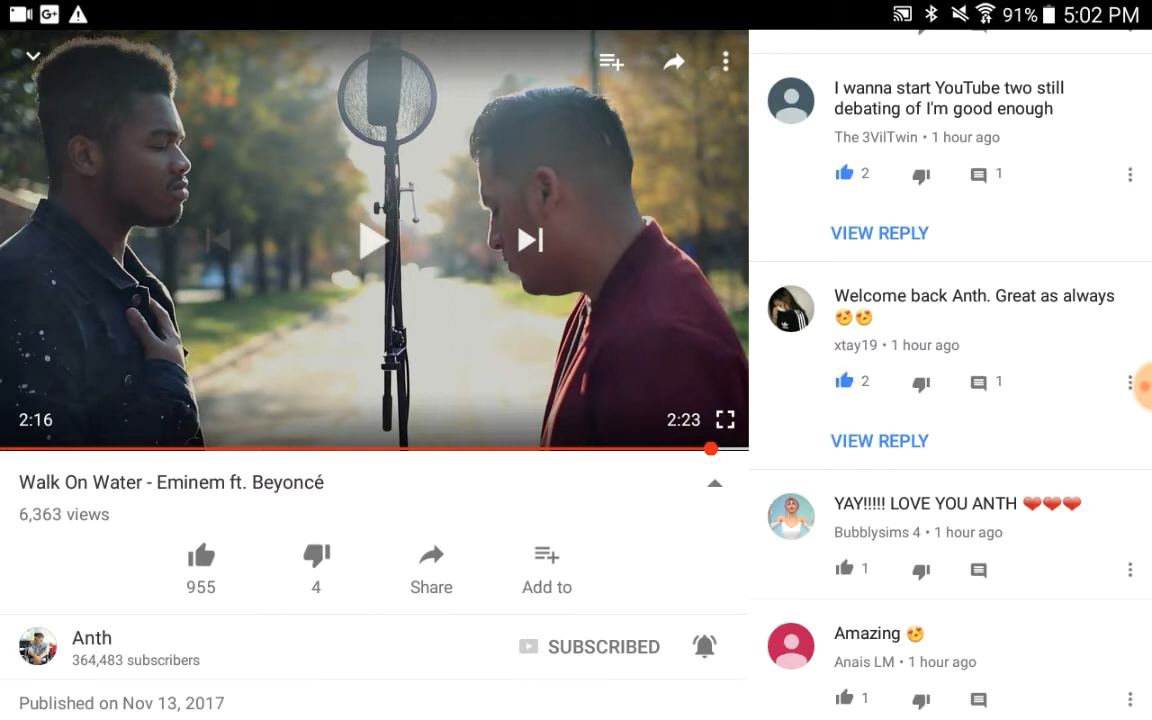 G+
91% 5:02 PM
2:16
2:23
Walk On Water - Eminem ft. Beyoncé
6,363 views
955
4
Share
Add to
Anth
364,483 subscribers
SUBSCRIBED
Published on Nov 13, 2017
I wanna start YouTube two still
debating of I'm good enough
The 3VilTwin • 1 hour ago
2
1
VIEW REPLY
Welcome back Anth. Great as always
😍😍
xtay19 • 1 hour ago
2
1
VIEW REPLY
YAY!!!!! LOVE YOU ANTH ❤❤❤
Bubblysims 4 • 1 hour ago
1
Amazing 😍
Anais LM • 1 hour ago
1